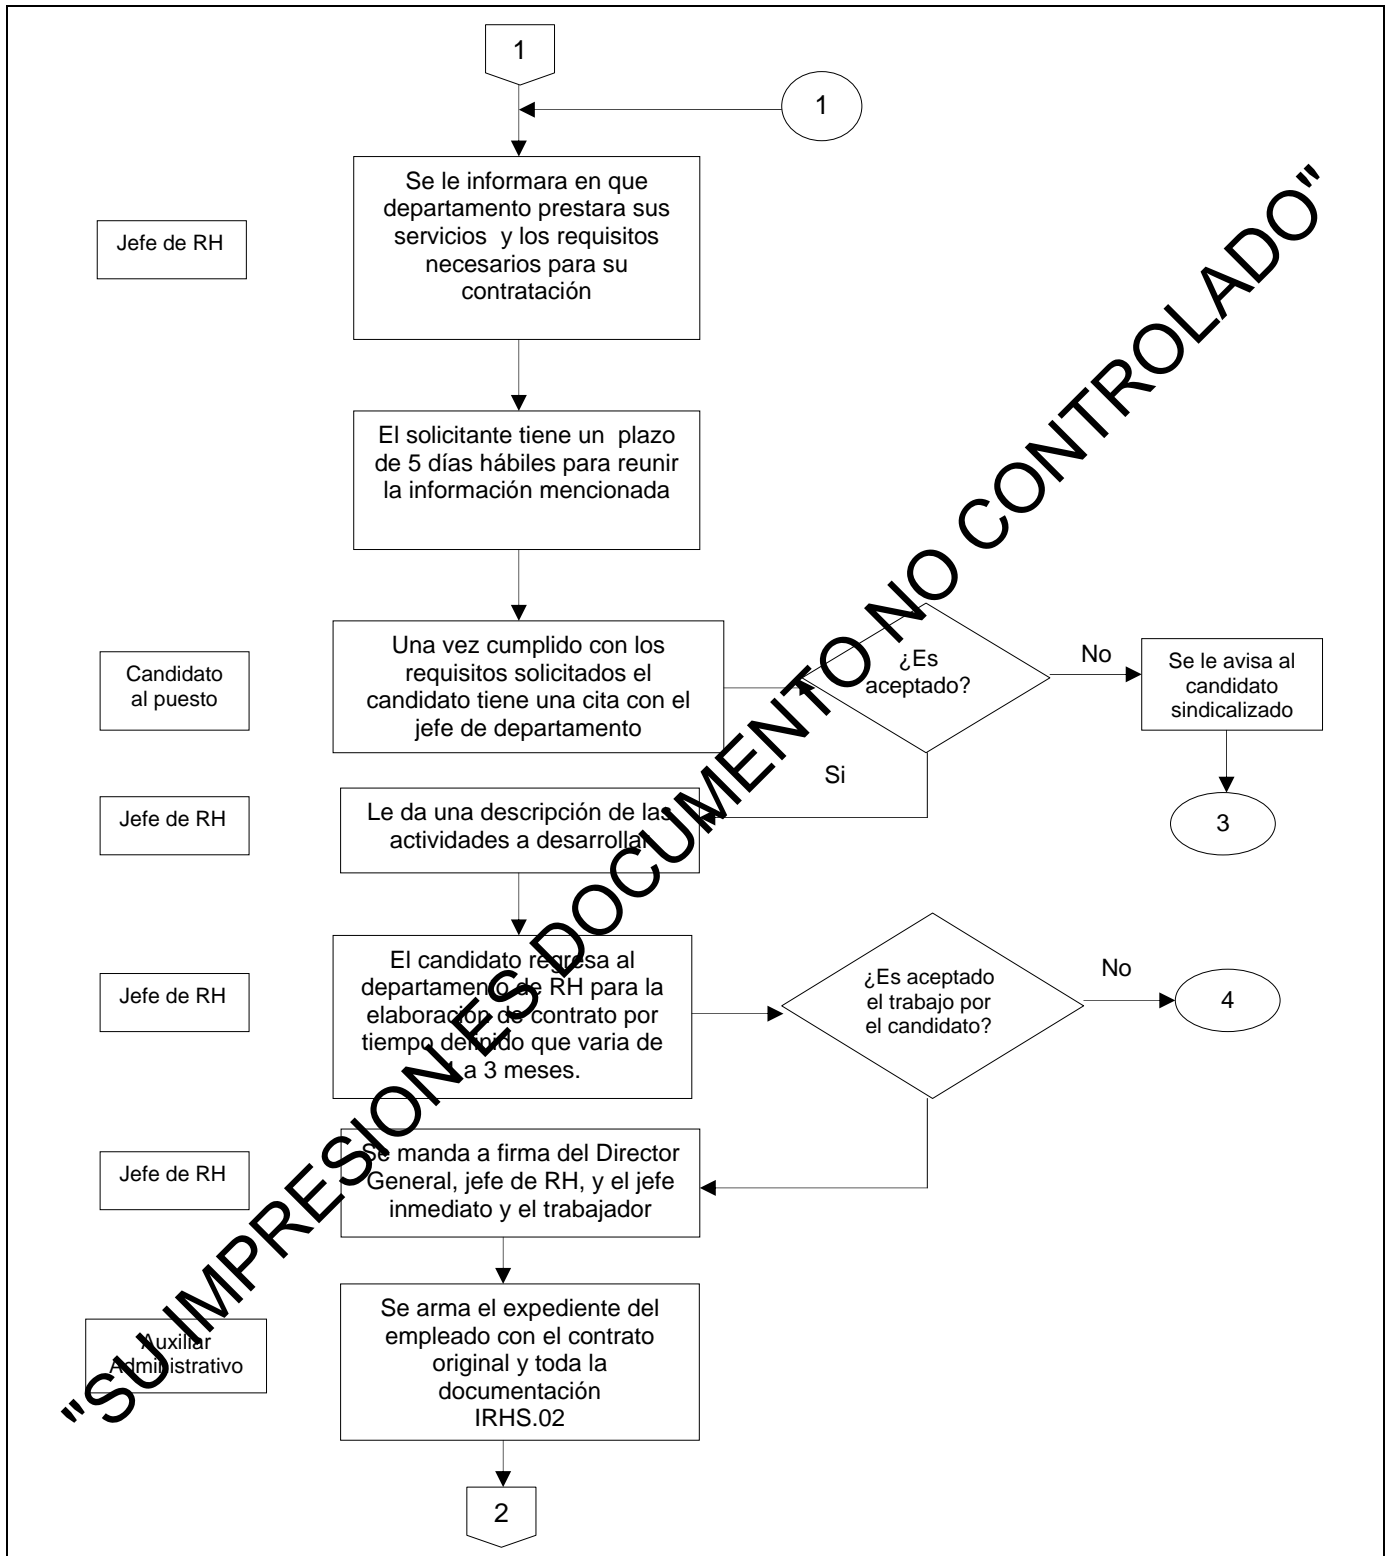 1
1
Se le informara en que
departamento prestara sus
servicios y los requisitos
necesarios para su
contratación
Jefe de RH
El solicitante tiene un plazo
de 5 días hábiles para reunir
la información mencionada
Candidato
al puesto
Una vez cumplido con los
requisitos solicitados el
candidato tiene una cita con el
jefe de departamento
¿Es
aceptado?
No
Se le avisa al
candidato
sindicalizado
Si
3
Jefe de RH
Le da una descripción de las
actividades a desarrollar
Jefe de RH
El candidato regresa al
departamento de RH para la
elaboración de contrato por
tiempo definido que varia de
1 a 3 meses.
¿Es aceptado
el trabajo por
el candidato?
No
4
Jefe de RH
Se manda a firma del Director
General, jefe de RH, y el jefe
inmediato y el trabajador
Auxiliar
Administrativo
Se arma el expediente del
empleado con el contrato
original y toda la
documentación
IRHS.02
2
"SU IMPRESION ES DOCUMENTO NO CONTROLADO"